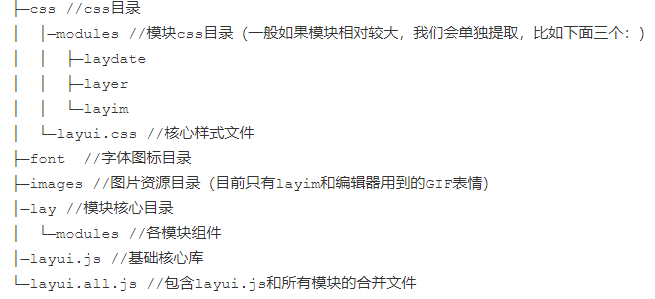 ├─css //css目录
│  │─modules //模块css目录（一般如果模块相对较大，我们会单独提取，比如下面三个：）
│  │  ├─laydate
│  │  ├─layer
│  │  └─layim
│  └─layui.css //核心样式文件
├─font  //字体图标目录
├─images //图片资源目录（目前只有layim和编辑器用到的GIF表情）
│─lay //模块核心目录
│  └─modules //各模块组件
│─layui.js //基础核心库
└─layui.all.js //包含layui.js和所有模块的合并文件